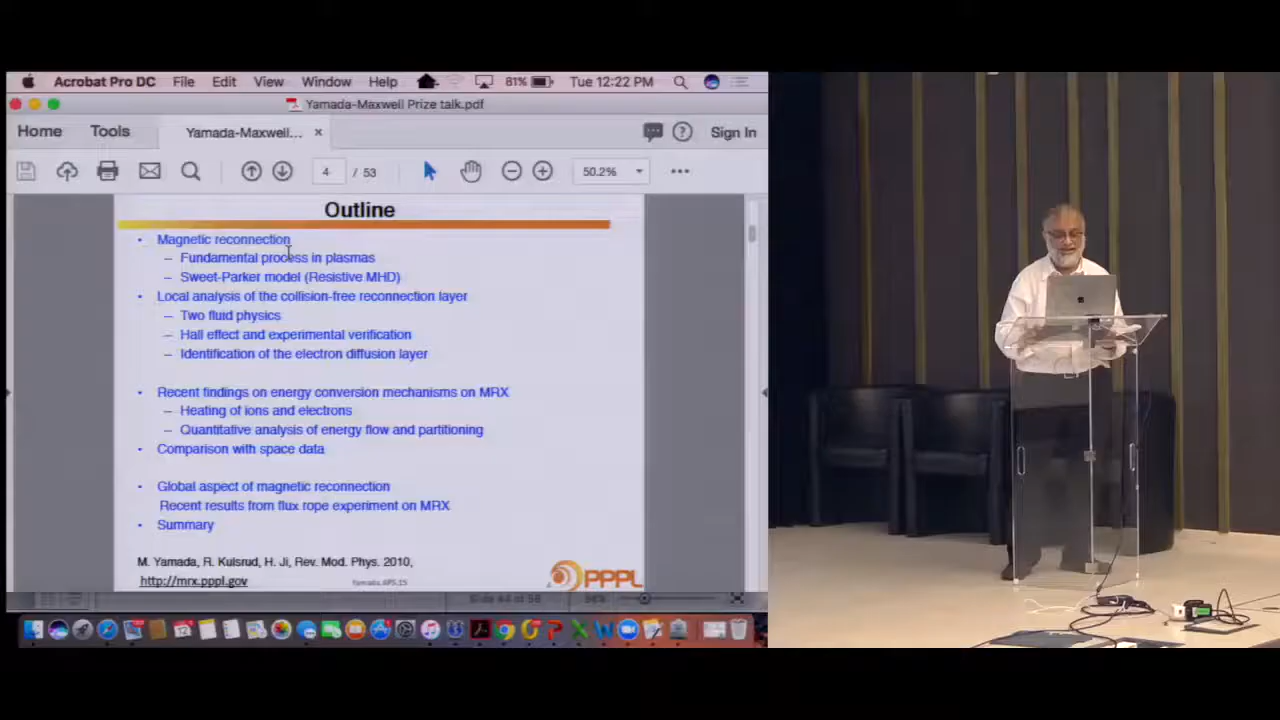 Acrobat Pro DC File Edit View Window Help 81% Tue 12:22 PM
Yamada-Maxwell Prize talk.pdf
Home Tools Yamada-Maxwell... × Sign In
4 / 53 50.2%
Outline
• Magnetic reconnection
– Fundamental process in plasmas
– Sweet-Parker model (Resistive MHD)
• Local analysis of the collision-free reconnection layer
– Two fluid physics
– Hall effect and experimental verification
– Identification of the electron diffusion layer
• Recent findings on energy conversion mechanisms on MRX
– Heating of ions and electrons
– Quantitative analysis of energy flow and partitioning
• Comparison with space data
• Global aspect of magnetic reconnection
Recent results from flux rope experiment on MRX
• Summary
M. Yamada, R. Kulsrud, H. Ji, Rev. Mod. Phys. 2010,
http://mrx.pppl.gov
Yamada.APS.15
PPPL